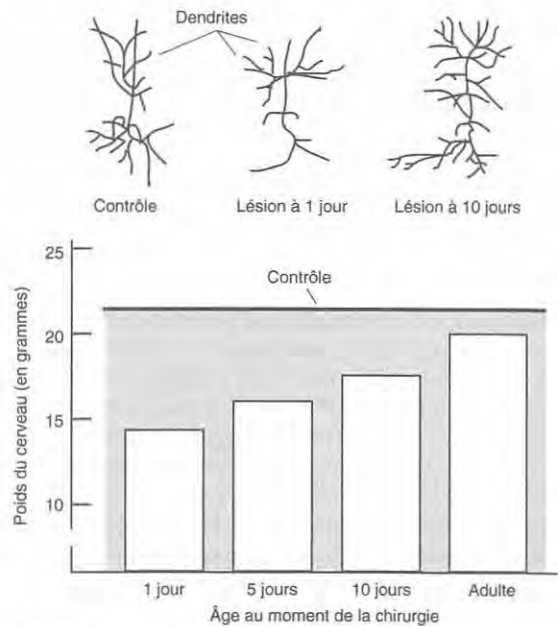 Dendrites
Contrôle
Lésion à 1 jour
Lésion à 10 jours
25
Contrôle
20
15
10
Poids du cerveau (en grammes)
1 jour
5 jours
10 jours
Adulte
Âge au moment de la chirurgie